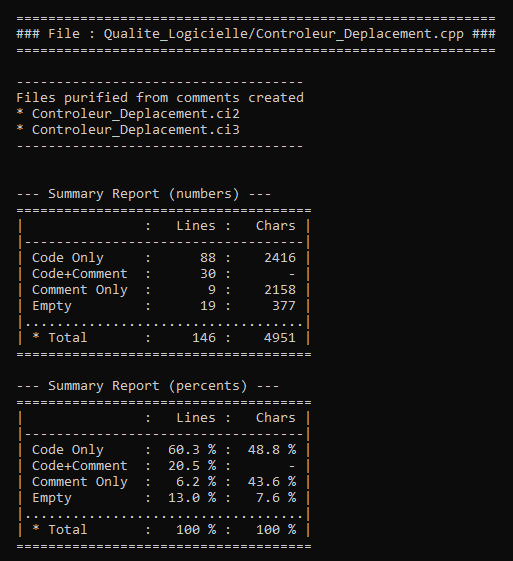 ============================================================
### File : Qualite_Logicielle/Controleur_Deplacement.cpp ###
============================================================
------------------------------------
Files purified from comments created
* Controleur_Deplacement.ci2
* Controleur_Deplacement.ci3
------------------------------------
--- Summary Report (numbers) ---
=====================================
|               :   Lines :   Chars |
|-----------------------------------|
| Code Only     :      88 :    2416 |
| Code+Comment  :      30 :       - |
| Comment Only  :       9 :    2158 |
| Empty         :      19 :     377 |
|...................................|
| * Total       :     146 :    4951 |
=====================================
--- Summary Report (percents) ---
=====================================
|               :   Lines :   Chars |
|-----------------------------------|
| Code Only     :  60.3 % :  48.8 % |
| Code+Comment  :  20.5 % :       - |
| Comment Only  :   6.2 % :  43.6 % |
| Empty         :  13.0 % :   7.6 % |
|...................................|
| * Total       :   100 % :   100 % |
=====================================